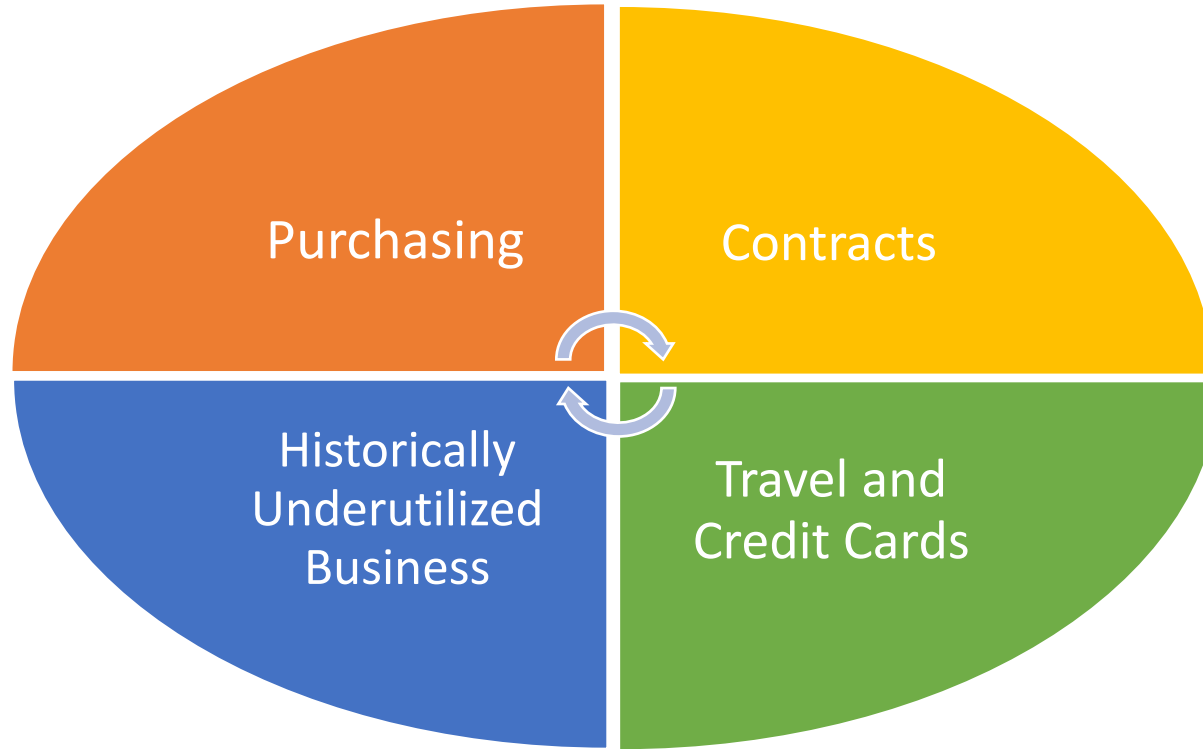 Purchasing
Contracts
Historically
Underutilized
Business
Travel and
Credit Cards